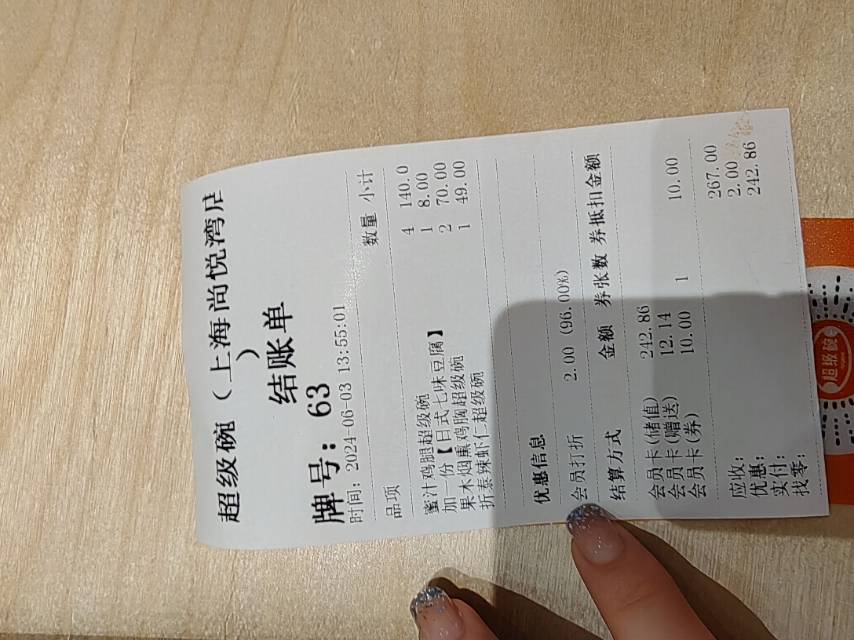 超级碗（上海尚悦湾店
）
结账单
牌号：63
时间：2024-06-03 13:55:01
品项 数量 小计
蜜汁鸡腿超级碗 4 140.0
加一份【日式七味豆腐】 1 8.00
果木烟熏鸡胸超级碗 2 70.00
折泰辣虾仁超级碗 1 49.00
优惠信息
会员打折 2.00 (96.00%)
结算方式 金额 券张数 券抵扣金额
会员卡(储值) 242.86
会员卡(赠送) 12.14
会员卡(券) 10.00 1 10.00
应收： 267.00
优惠： 2.00
实付： 242.86
找零：
超级碗